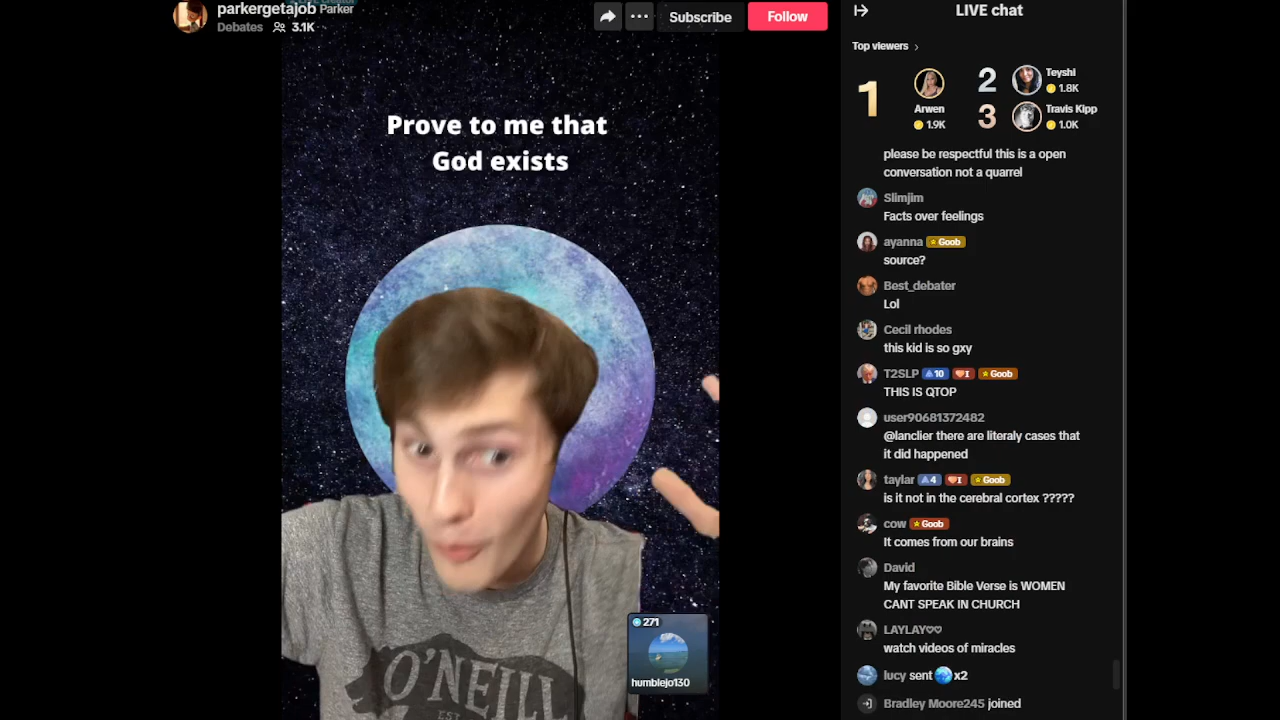 parkergetajob Parker
Debates 3.1K
Subscribe
Follow
Prove to me that
God exists
O'NEILL
EST
271
humblejo130
LIVE chat
Top viewers
1
Arwen
1.9K
2
Teyshi
1.8K
3
Travis Kipp
1.0K
please be respectful this is a open
conversation not a quarrel
Slimjim
Facts over feelings
ayanna Goob
source?
Best_debater
Lol
Cecil rhodes
this kid is so gxy
T2SLP 10 I Goob
THIS IS QTOP
user90681372482
@lanclier there are literaly cases that
it did happened
taylar 4 I Goob
is it not in the cerebral cortex ?????
cow Goob
It comes from our brains
David
My favorite Bible Verse is WOMEN
CANT SPEAK IN CHURCH
LAYLAY♡♡
watch videos of miracles
lucy sent x2
Bradley Moore245 joined